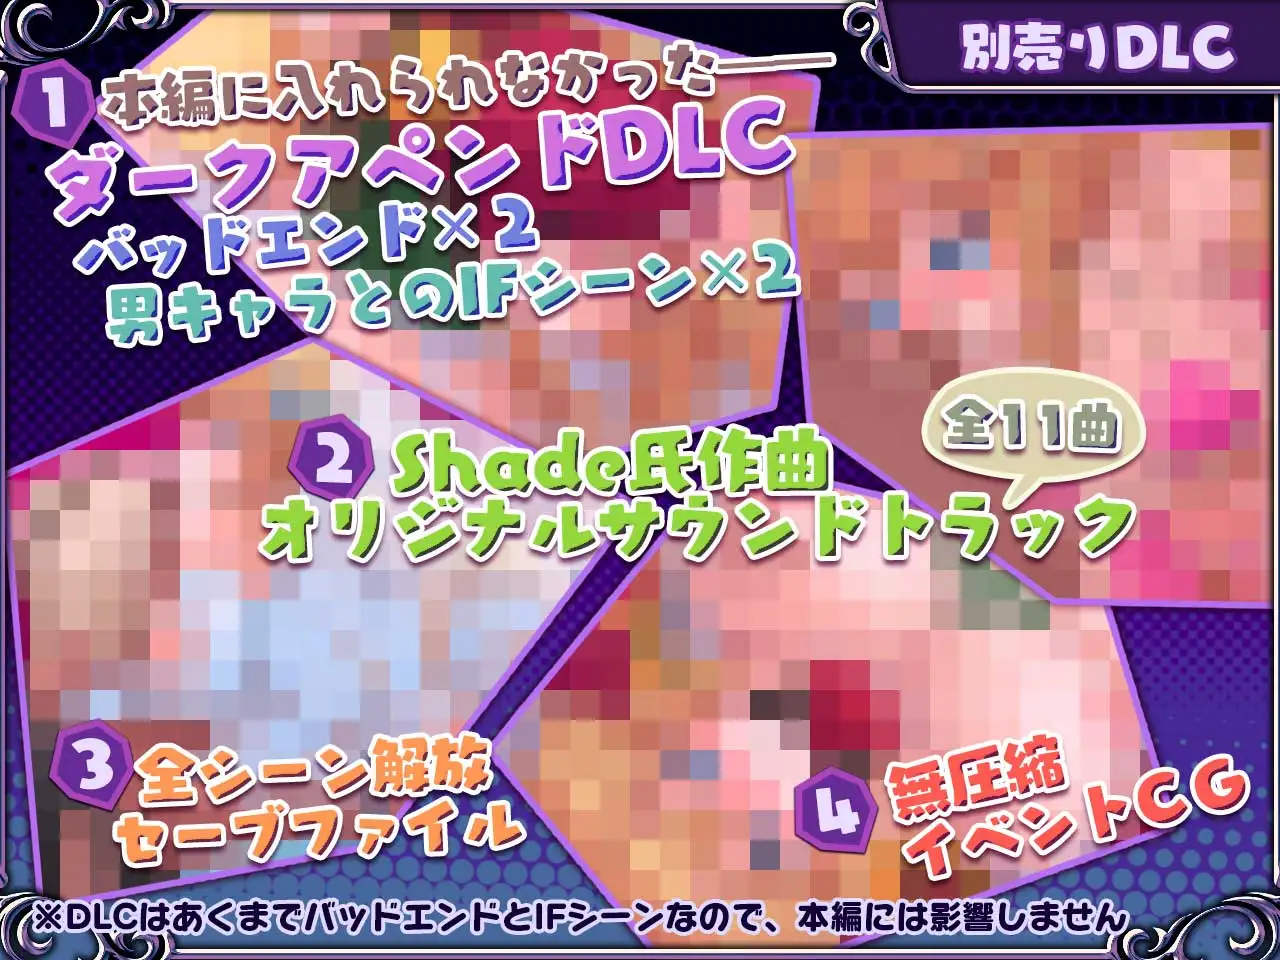 別売りDLC
1
本編に入れられなかった――
ダークアペンドDLC
バッドエンド×2
男キャラとのIFシーン×2
全11曲
2
Shade氏作曲
オリジナルサウンドトラック
3
全シーン解放
セーブファイル
4
無圧縮
イベントCG
※DLCはあくまでバッドエンドとIFシーンなので、本編には影響しません